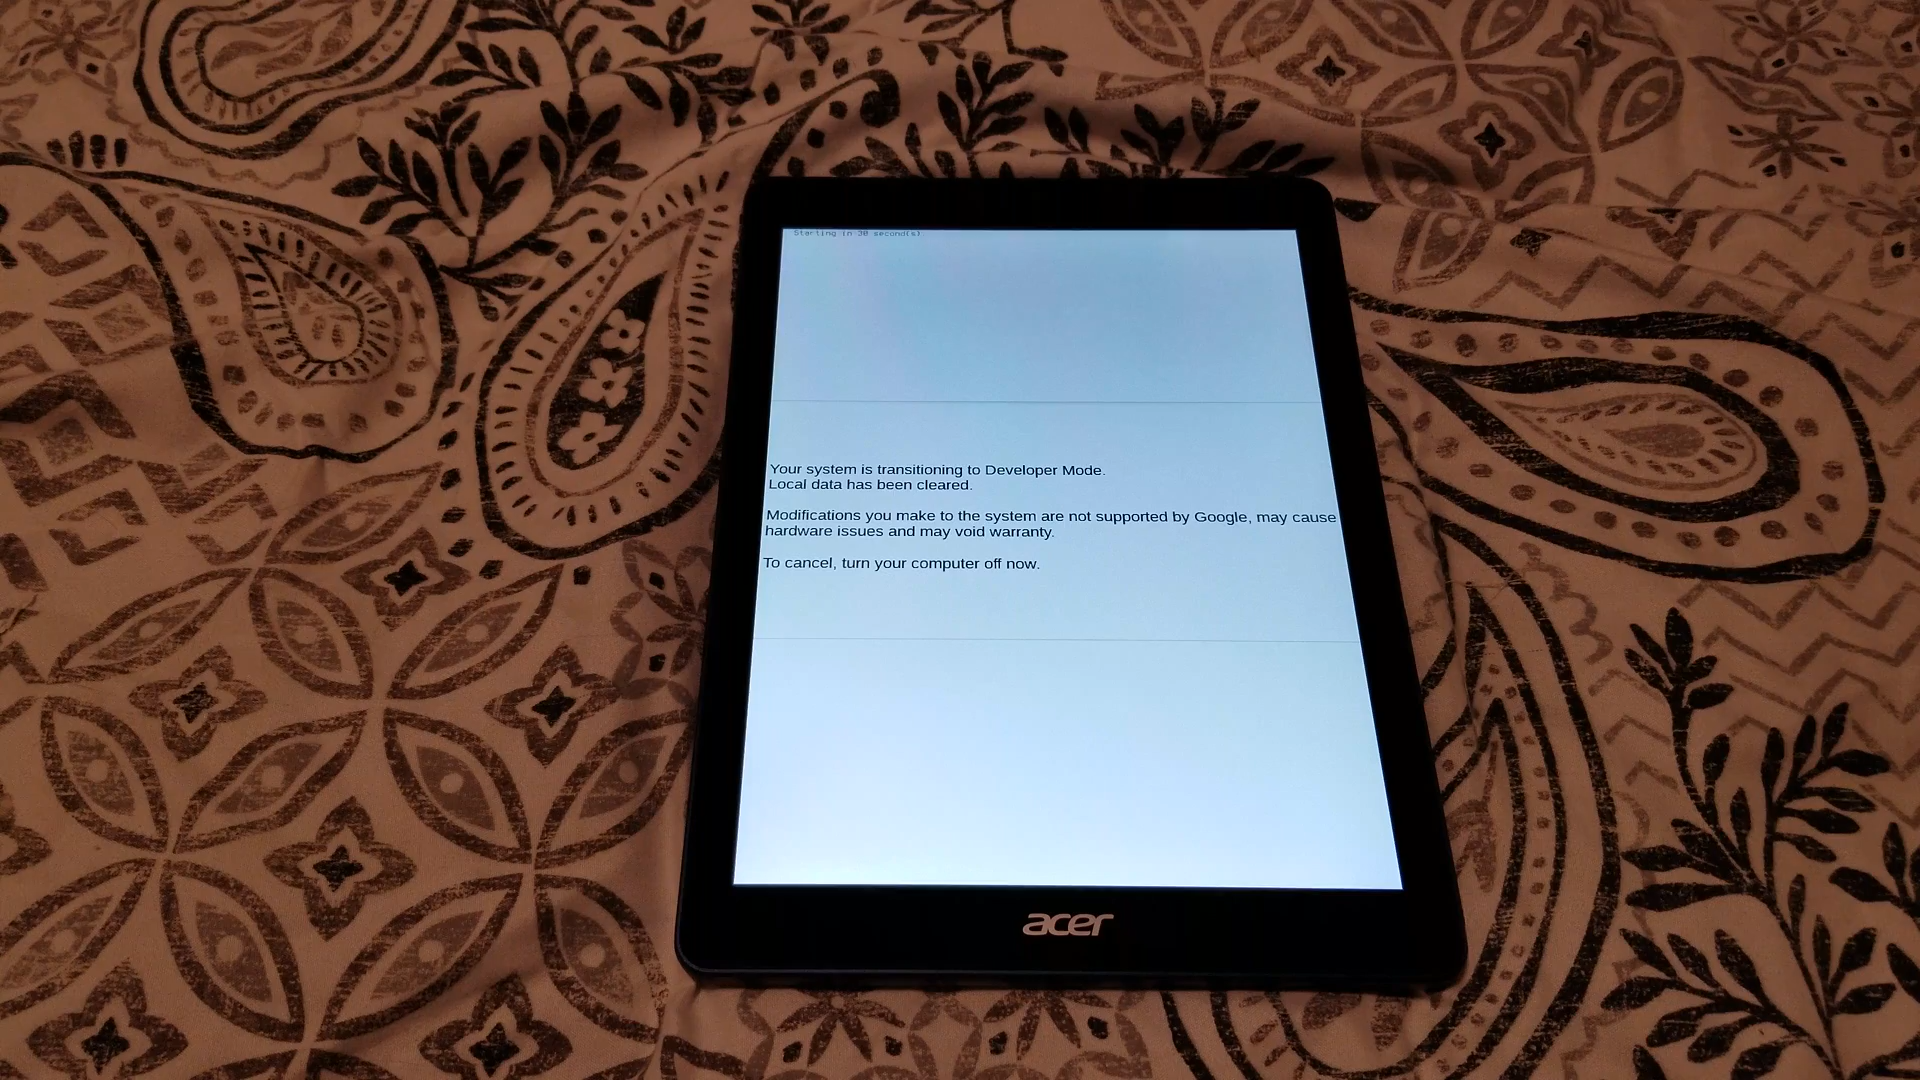 Starting in 30 second(s)
Your system is transitioning to Developer Mode.
Local data has been cleared.
Modifications you make to the system are not supported by Google, may cause
hardware issues and may void warranty.
To cancel, turn your computer off now.
acer